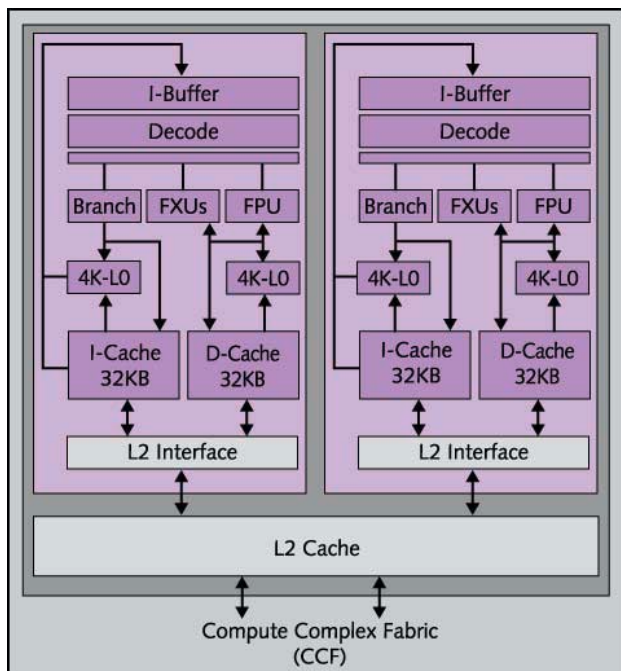 I-Buffer
Decode
Branch
FXUs
FPU
4K-L0
4K-L0
I-Cache
32KB
D-Cache
32KB
L2 Interface
I-Buffer
Decode
Branch
FXUs
FPU
4K-L0
4K-L0
I-Cache
32KB
D-Cache
32KB
L2 Interface
L2 Cache
Compute Complex Fabric
(CCF)